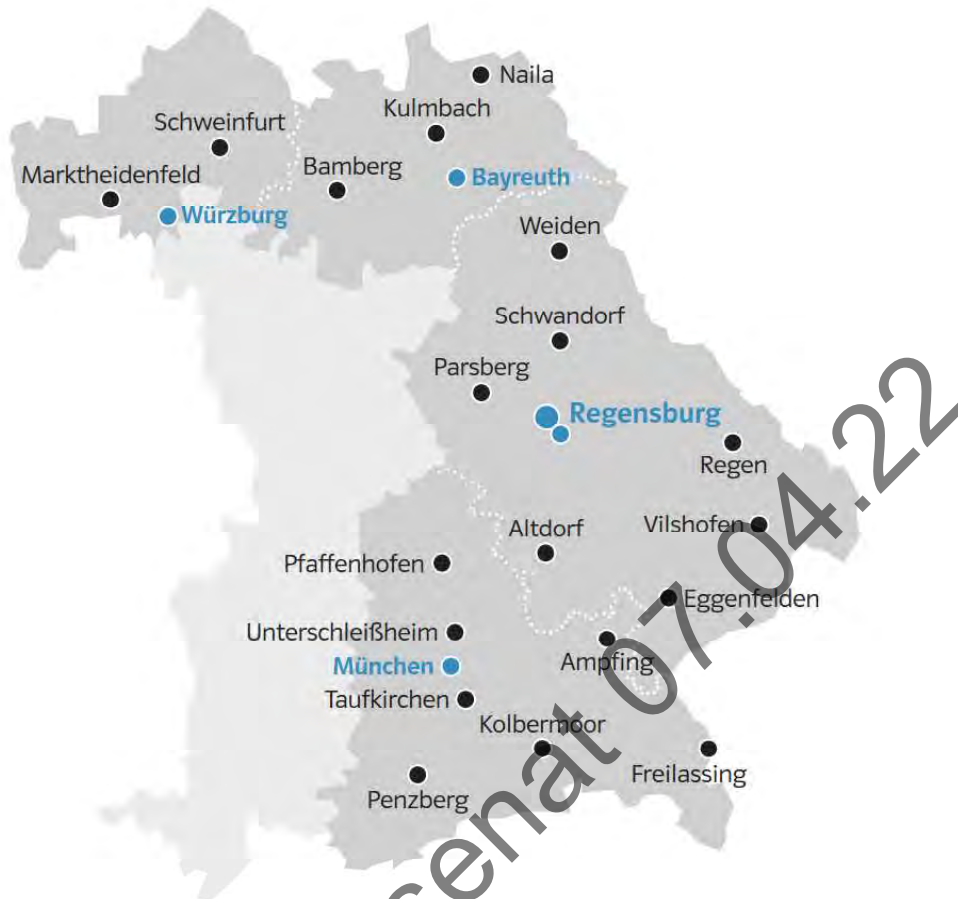 Naila
Kulmbach
Schweinfurt
Bamberg
Marktheidenfeld
Bayreuth
Würzburg
Weiden
Schwandorf
Parsberg
Regensburg
Regen
Altdorf
Vilshofen
Pfaffenhofen
Eggenfelden
Unterschleißheim
Ampfing
München
Taufkirchen
Kolbermoor
Freilassing
Penzberg
senat 07.04.22